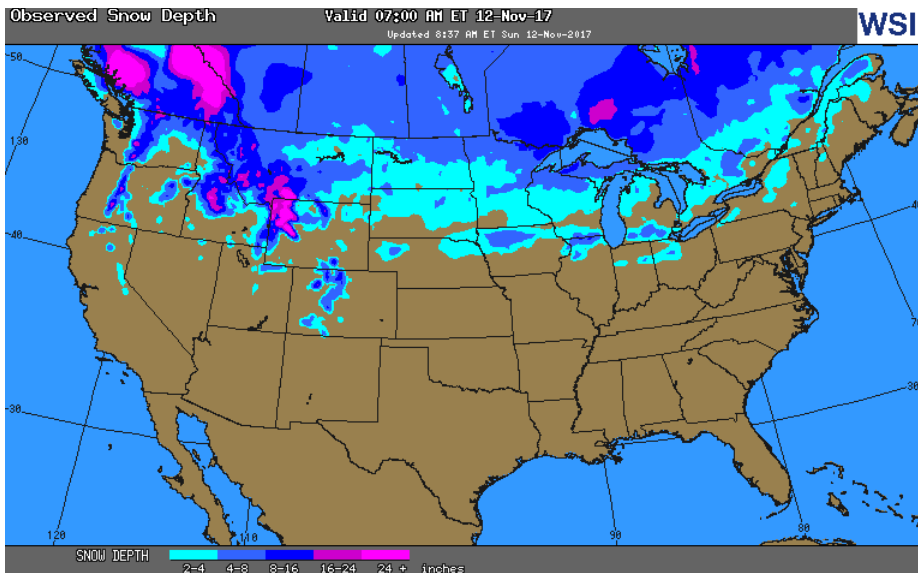 Observed Snow Depth Valid 07:00 AM ET 12-Nov-17 WSI
Updated 8:37 AM ET Sun 12-Nov-2017
50
130
40
40
30
30
120 110 90 80
SNOW DEPTH
2-4 4-8 8-16 16-24 24 + inches